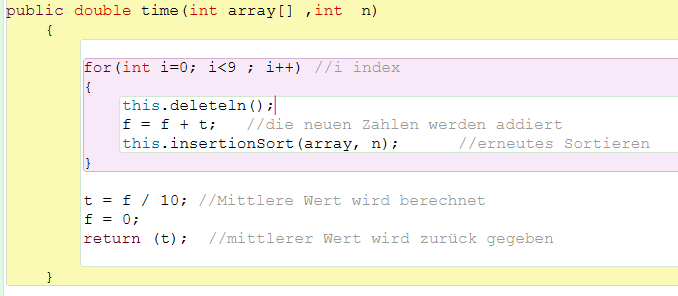 public double time(int array[] ,int n)
{
for(int i=0; i<9 ; i++) //i index
{
this.deleteln();
f = f + t; //die neuen Zahlen werden addiert
this.insertionSort(array, n); //erneutes Sortieren
}
t = f / 10; //Mittlere Wert wird berechnet
f = 0;
return (t); //mittlerer Wert wird zurück gegeben
}